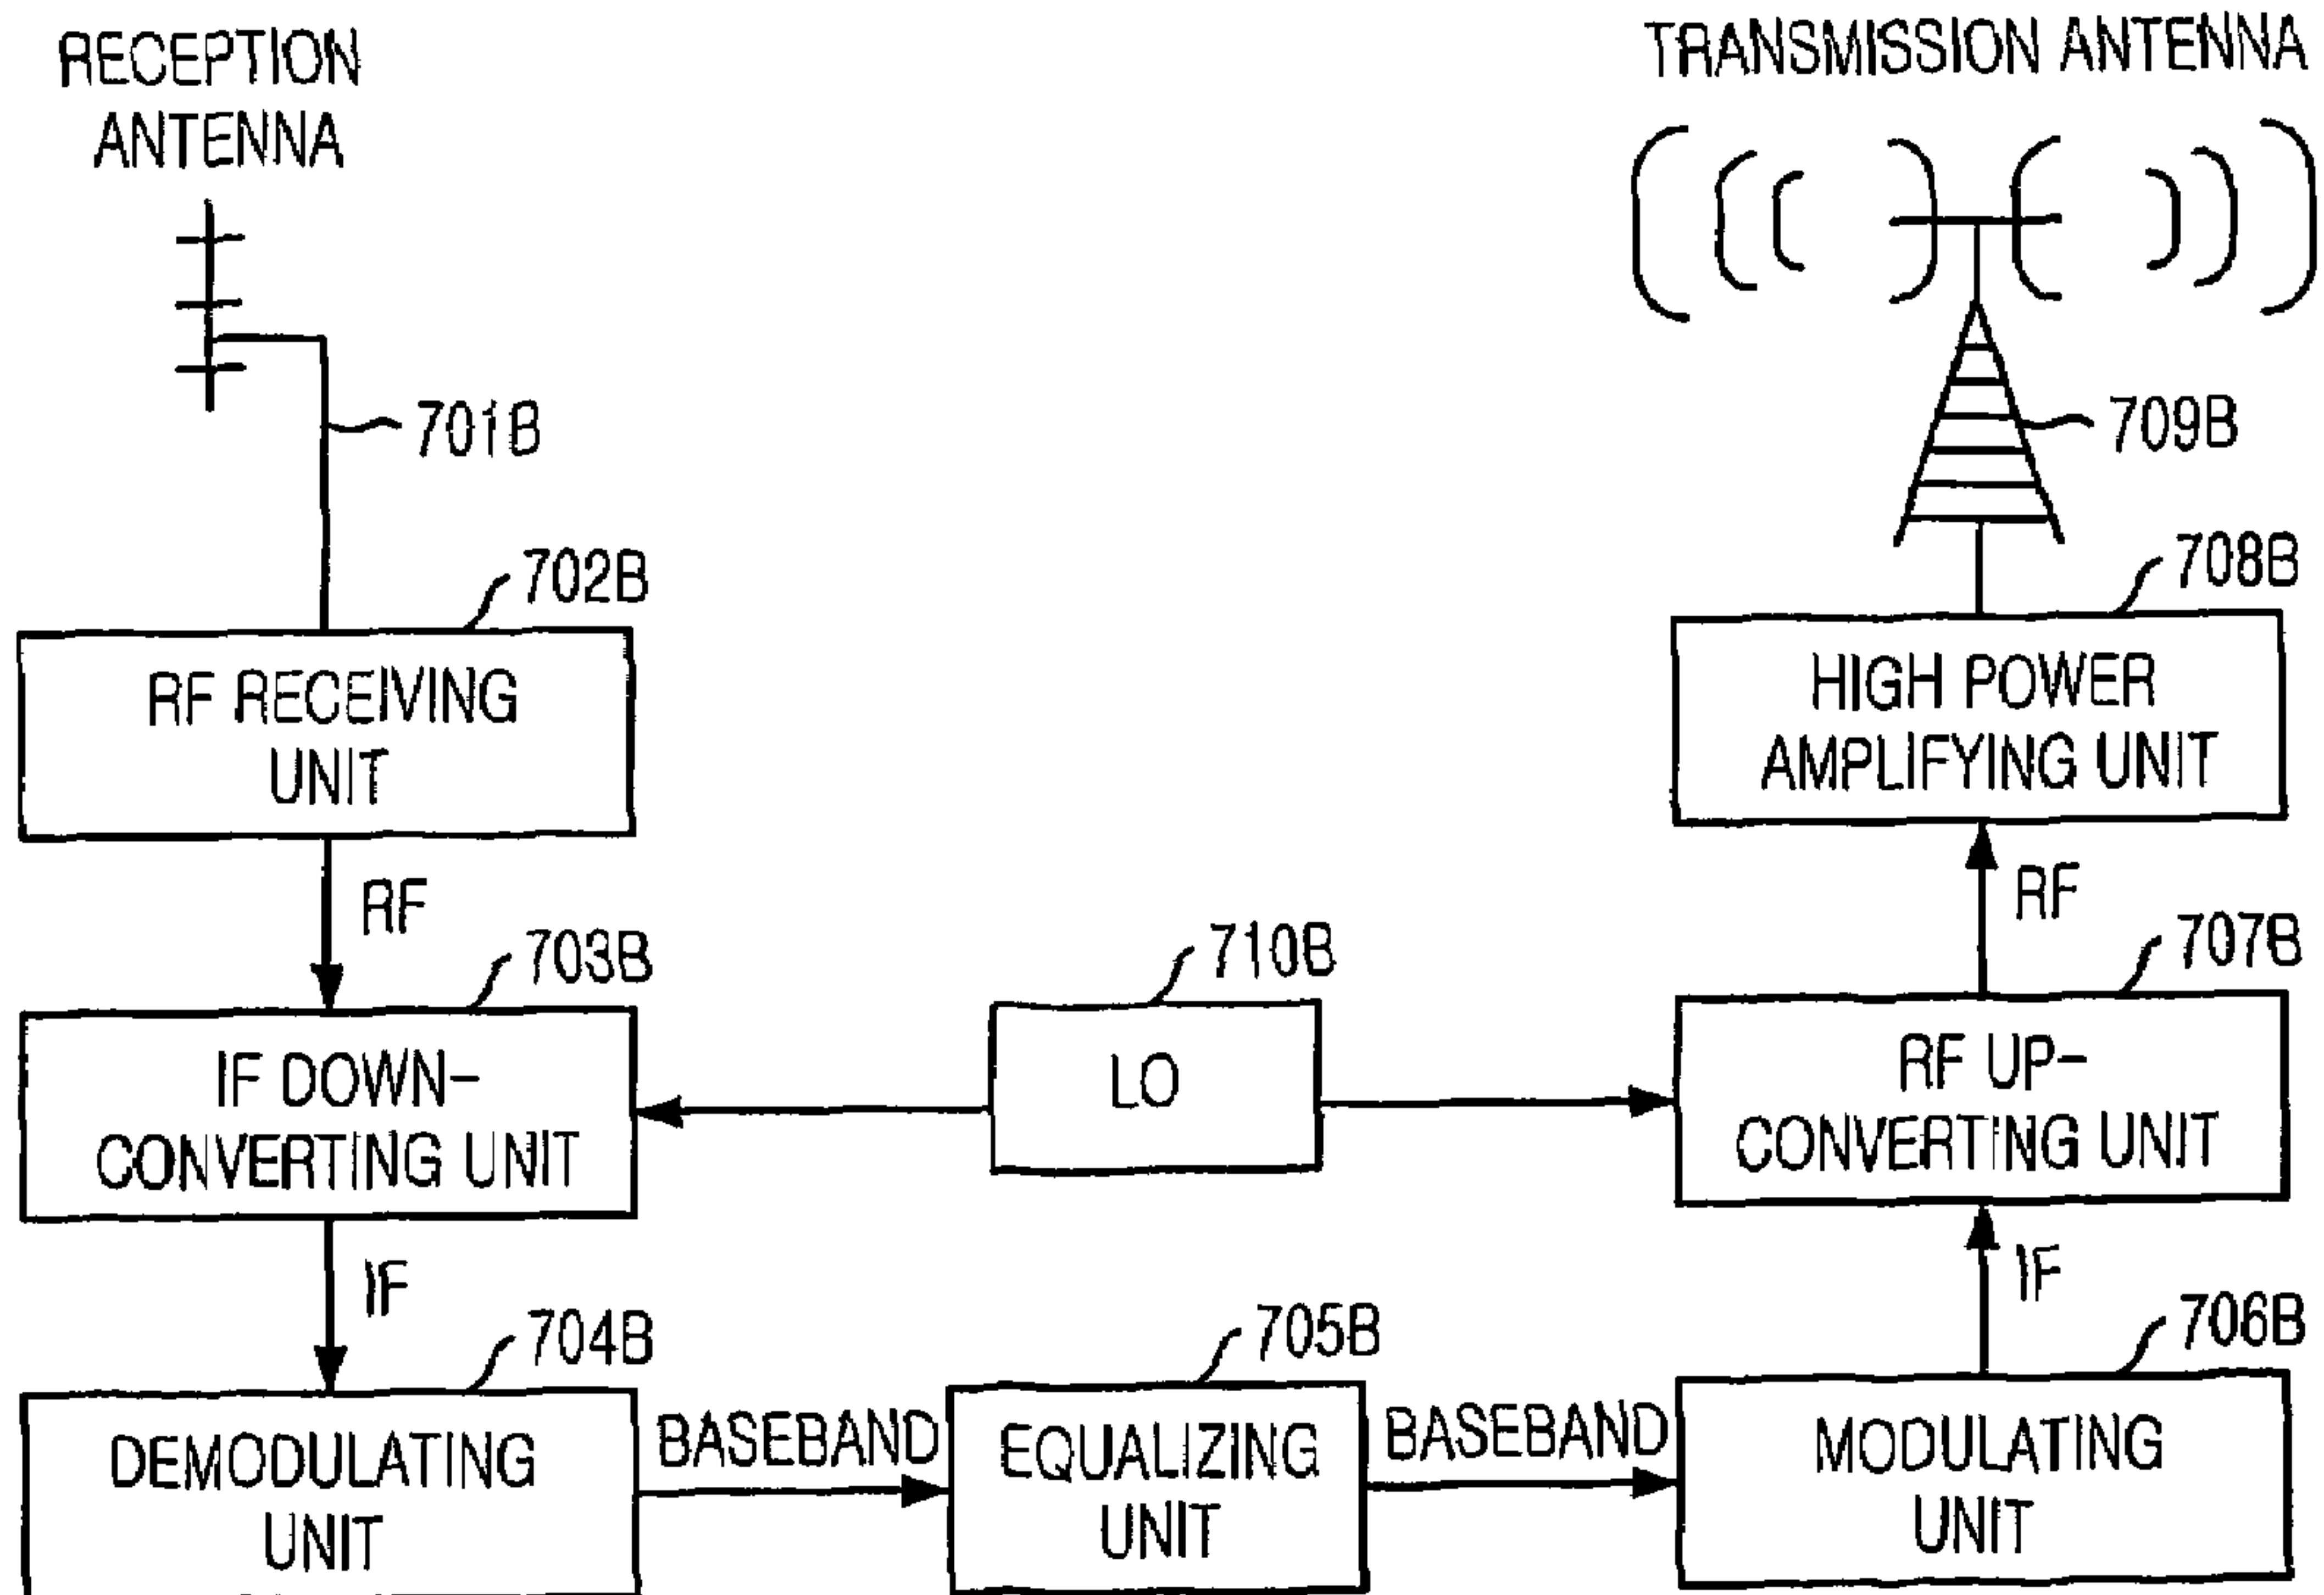 RECEPTION
ANTENNA
TRANSMISSION ANTENNA
701B
709B
702B
708B
RF RECEIVING
UNIT
HIGH POWER
AMPLIFYING UNIT
RF
RF
703B
710B
707B
IF DOWN-
CONVERTING UNIT
LO
RF UP-
CONVERTING UNIT
IF
IF
704B
705B
706B
DEMODULATING
UNIT
BASEBAND
EQUALIZING
UNIT
BASEBAND
MODULATING
UNIT